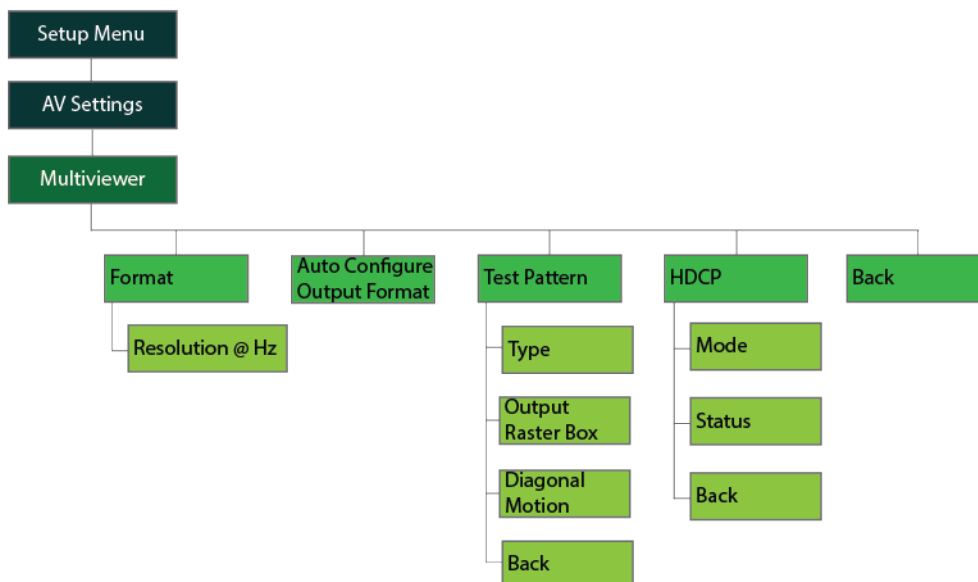 Setup Menu
AV Settings
Multiviewer
Format
Auto Configure
Output Format
Test Pattern
HDCP
Back
Resolution @ Hz
Type
Output
Raster Box
Diagonal
Motion
Back
Mode
Status
Back